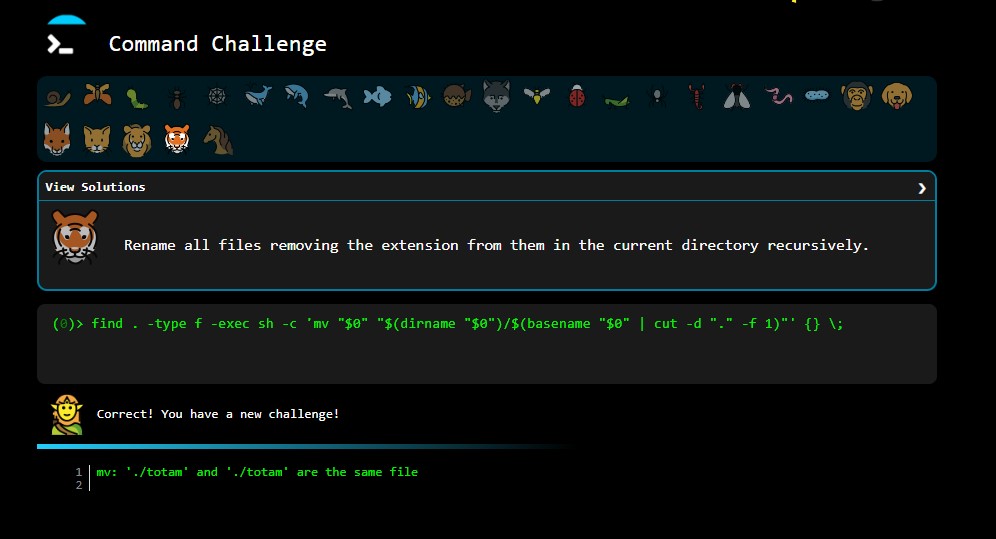 Command Challenge
View Solutions
Rename all files removing the extension from them in the current directory recursively.
(0)> find . -type f -exec sh -c 'mv "$0" "$(dirname "$0")/$(basename "$0" | cut -d "." -f 1)"' {} \;
Correct! You have a new challenge!
1 mv: './totam' and './totam' are the same file
2